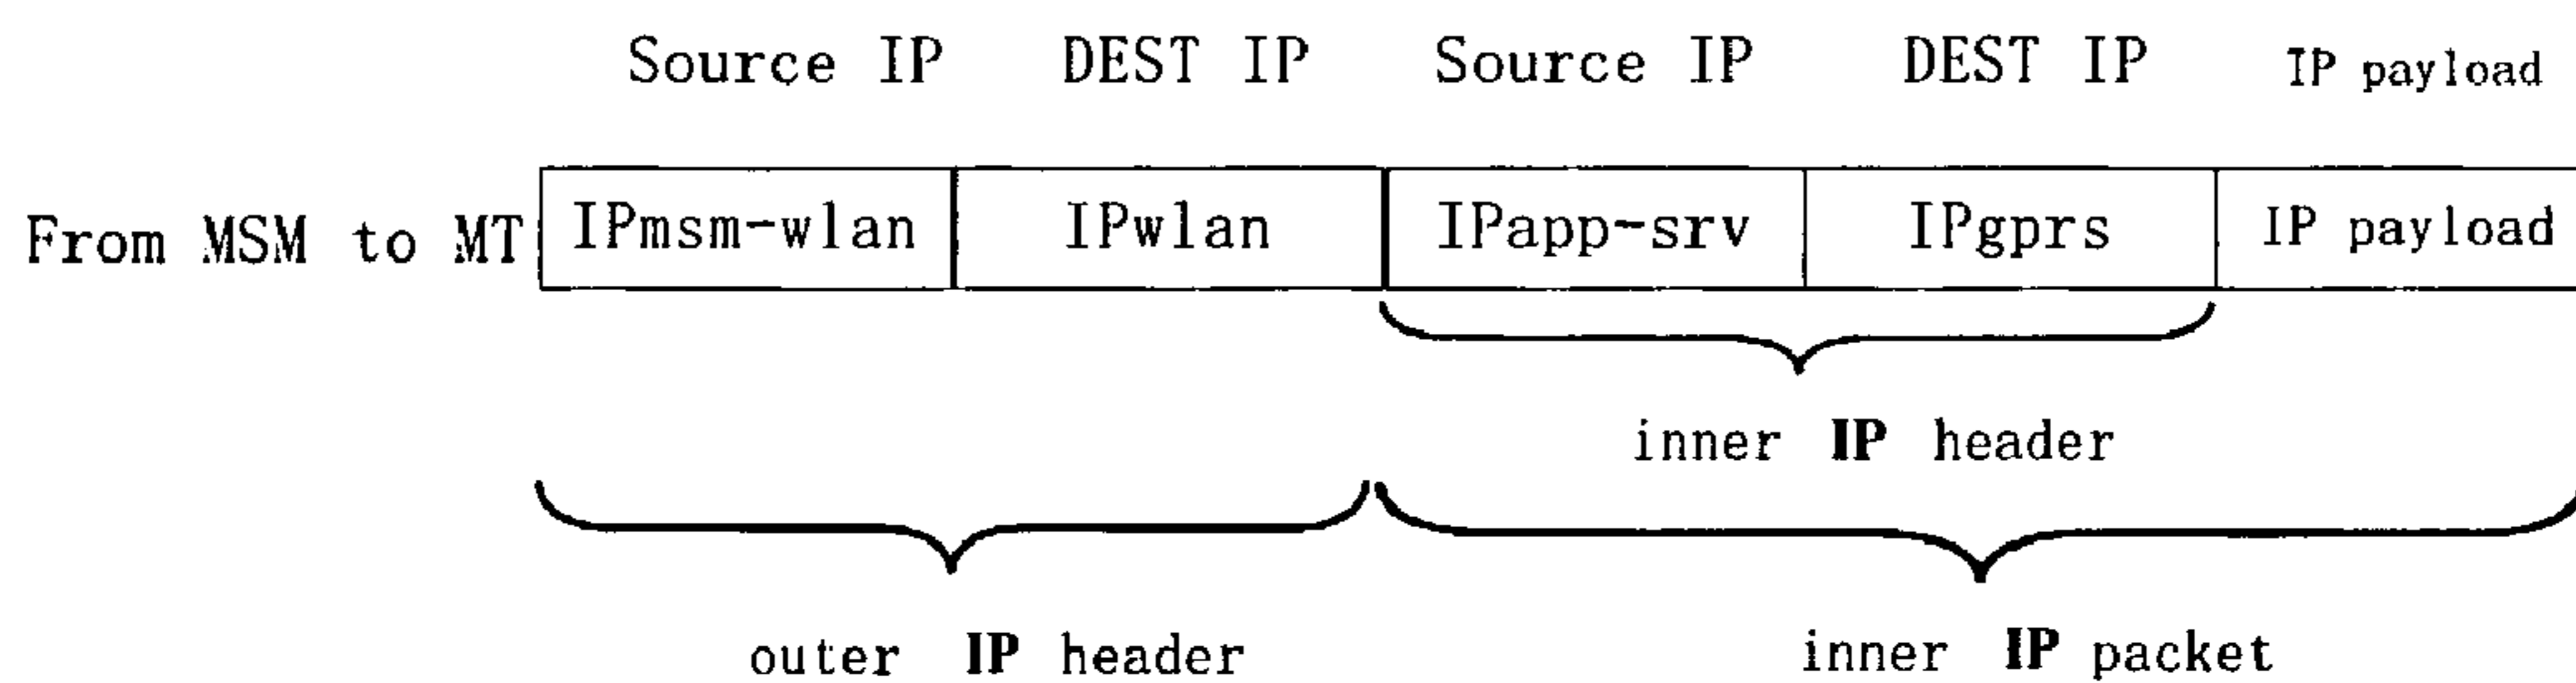 Source IP DEST IP Source IP DEST IP IP payload
From MSM to MT IPmsm-wlan IPwlan IPapp-srv IPgprs IP payload
inner IP header
outer IP header inner IP packet